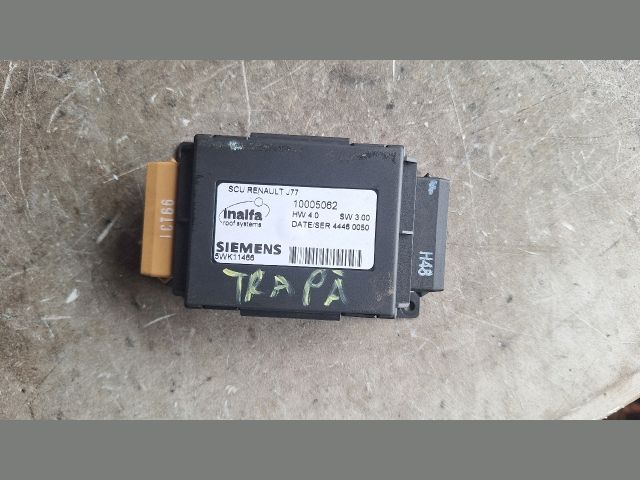 SCU RENAULT J77
10005062
inalfa
roof systems
HW 4.0 SW 3.00
DATE/SER 4446 0050
SIEMENS
5WK11466
TRAPĂ
99131
H48